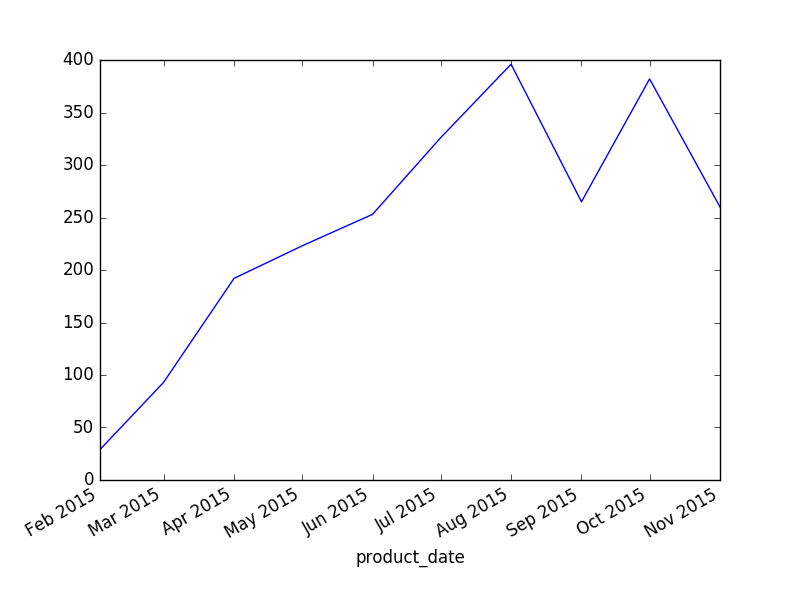 400
350
300
250
200
150
100
50
0
Feb 2015
Mar 2015
Apr 2015
May 2015
Jun 2015
Jul 2015
Aug 2015
Sep 2015
Oct 2015
Nov 2015
product_date